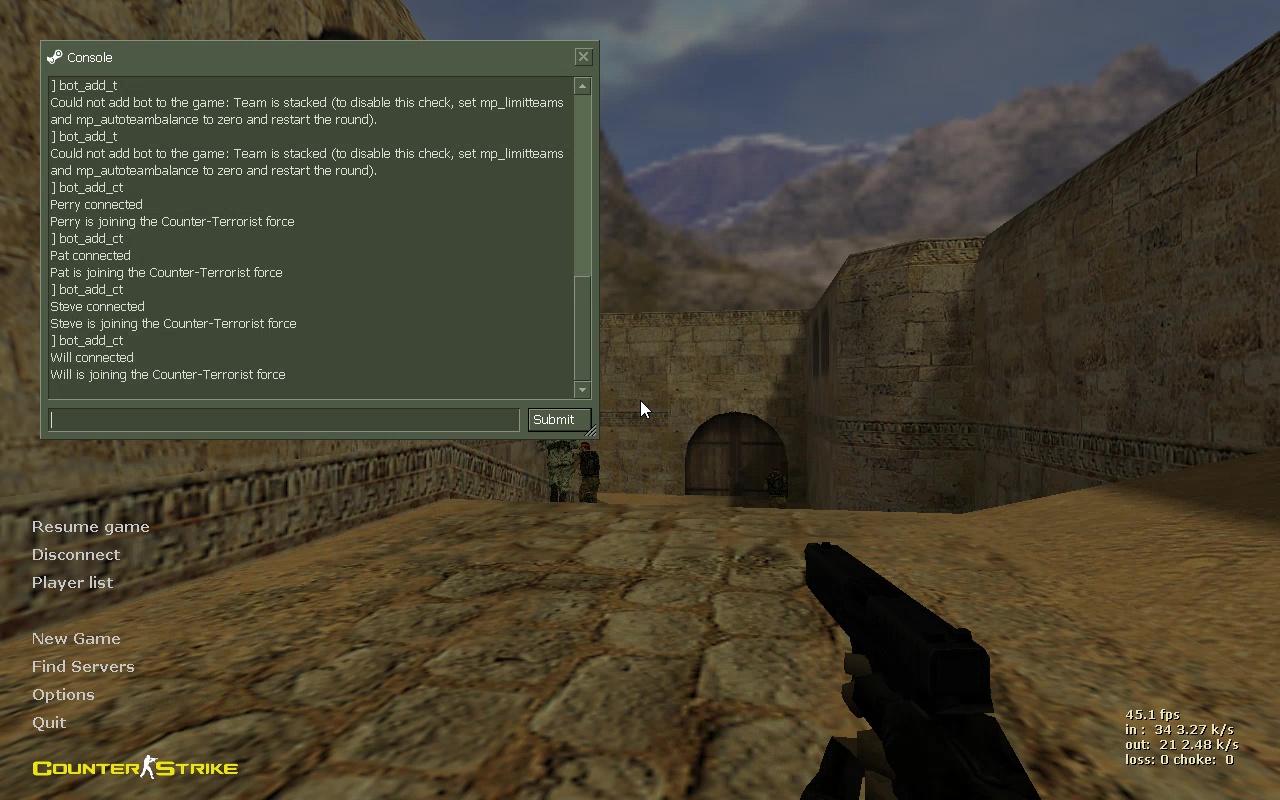 Console
] bot_add_t
Could not add bot to the game: Team is stacked (to disable this check, set mp_limitteams
and mp_autoteambalance to zero and restart the round).
] bot_add_t
Could not add bot to the game: Team is stacked (to disable this check, set mp_limitteams
and mp_autoteambalance to zero and restart the round).
] bot_add_ct
Perry connected
Perry is joining the Counter-Terrorist force
] bot_add_ct
Pat connected
Pat is joining the Counter-Terrorist force
] bot_add_ct
Steve connected
Steve is joining the Counter-Terrorist force
] bot_add_ct
Will connected
Will is joining the Counter-Terrorist force
Submit
Resume game
Disconnect
Player list
New Game
Find Servers
Options
Quit
COUNTER STRIKE
45.1 fps
in : 34 3.27 k/s
out: 21 2.48 k/s
loss: 0 choke: 0